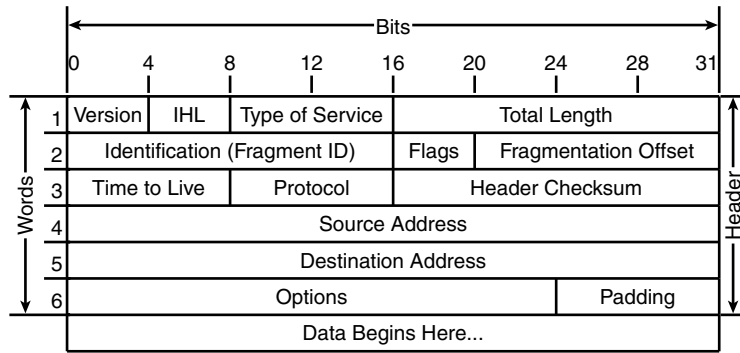 Bits
0 4 8 12 16 20 24 28 31
1 Version IHL Type of Service Total Length
2 Identification (Fragment ID) Flags Fragmentation Offset
3 Time to Live Protocol Header Checksum
4 Source Address
5 Destination Address
6 Options Padding
Data Begins Here...
Words
Header